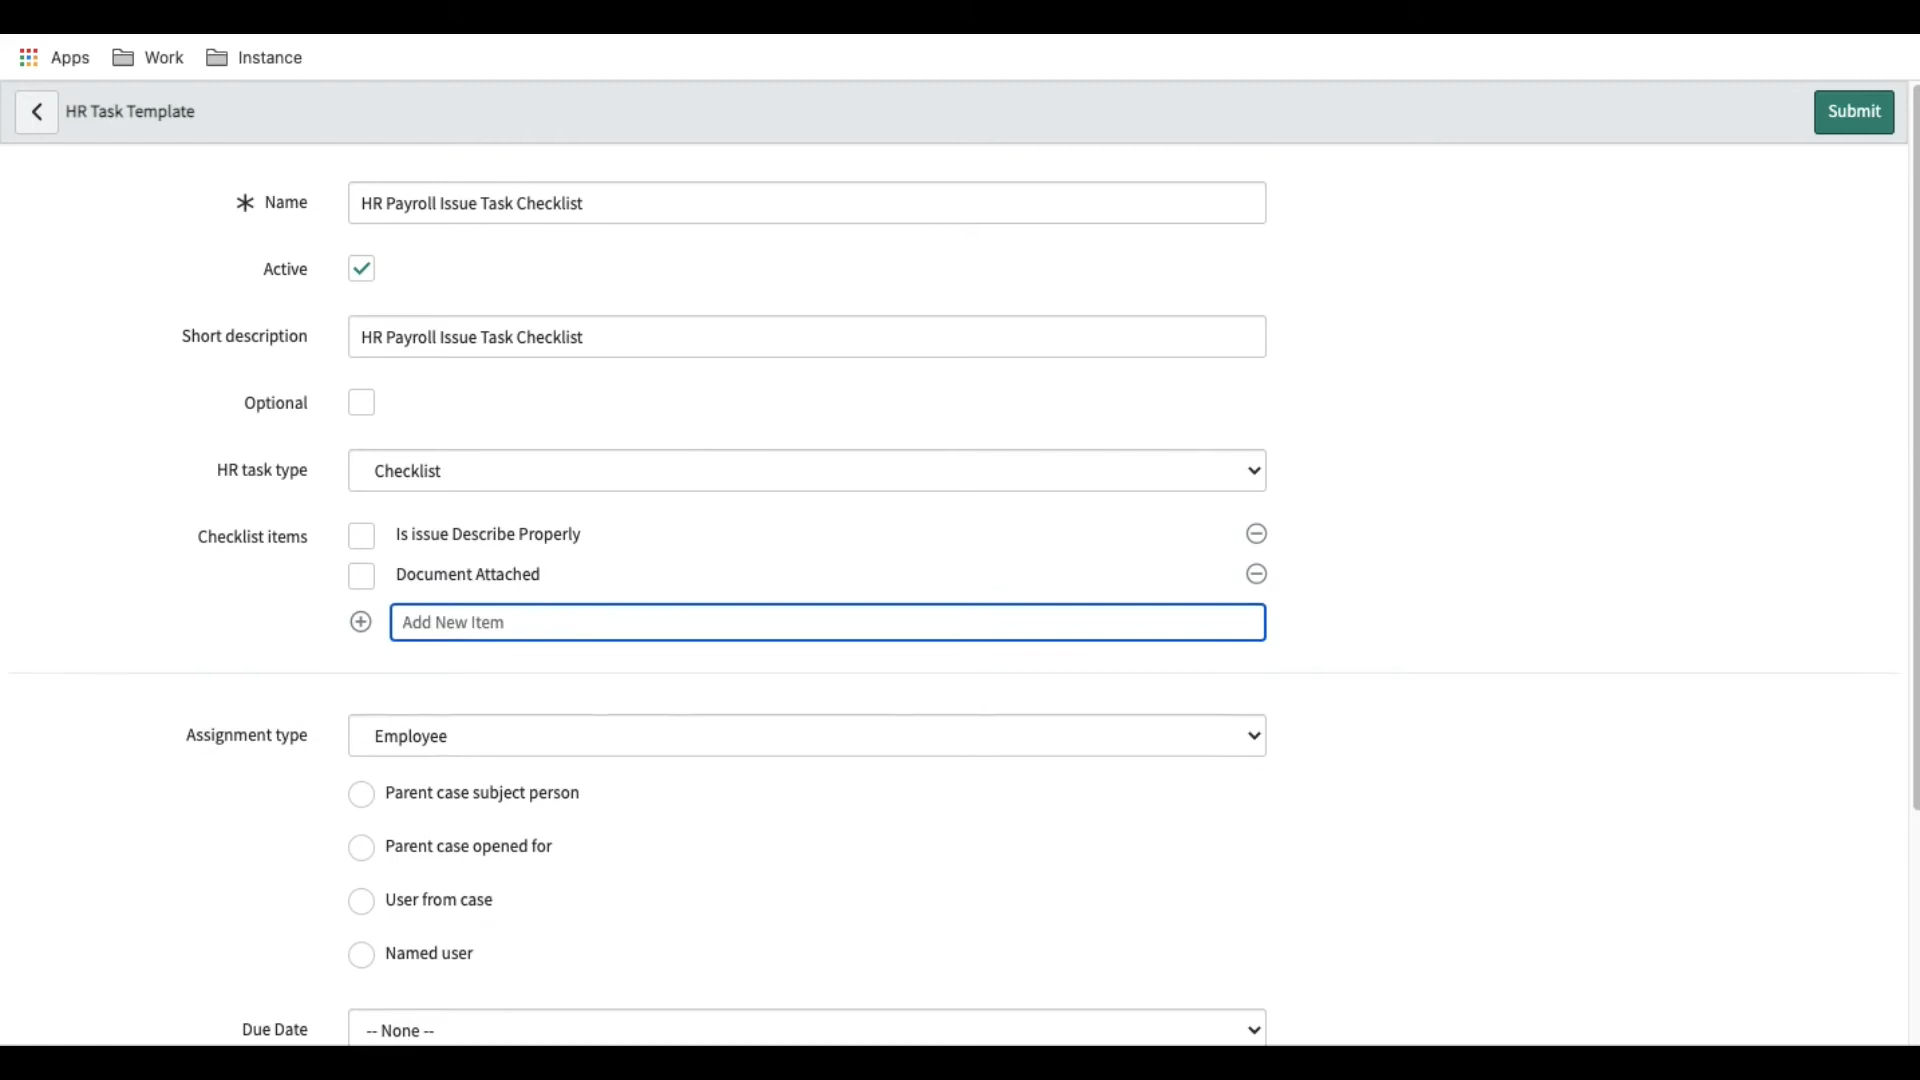 Apps Work Instance
HR Task Template Submit
Name HR Payroll Issue Task Checklist
Active
Short description HR Payroll Issue Task Checklist
Optional
HR task type Checklist
Checklist items Is issue Describe Properly
Document Attached
Add New Item
Assignment type Employee
Parent case subject person
Parent case opened for
User from case
Named user
Due Date -- None --